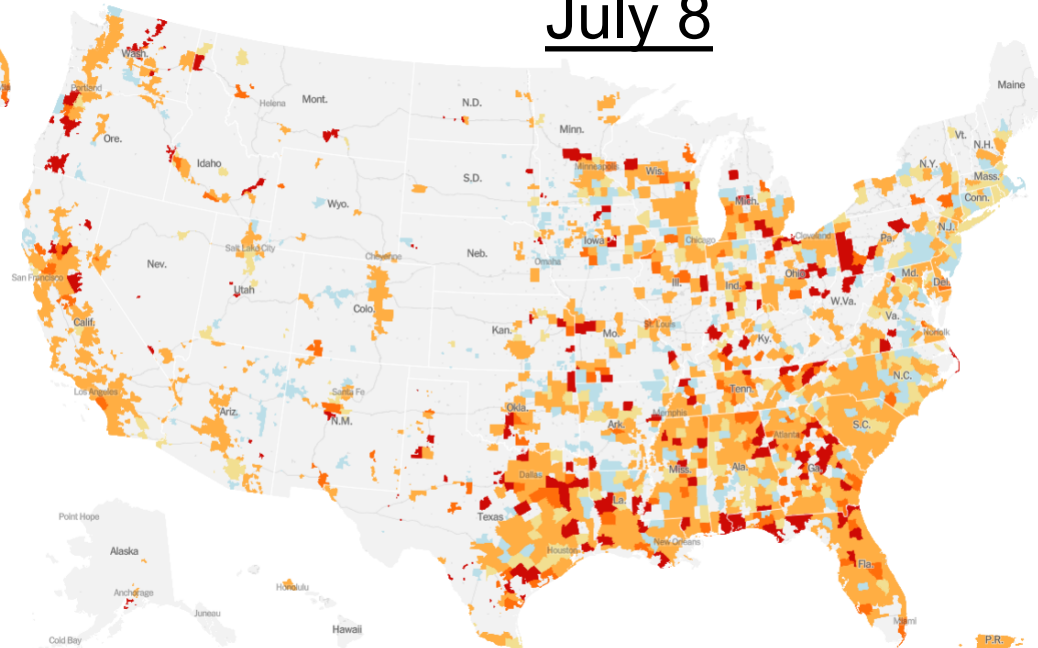 July 8
Wash.
Maine
Portland
Helena
Mont.
N.D.
Minn.
Vt.
N.H.
Ore.
Idaho
Minneapolis
Wis.
N.Y.
Mass.
S.D.
Conn.
Wyo.
Mich.
Salt Lake City
Cheyenne
Neb.
Omaha
Iowa
Chicago
Cleveland
Pa.
N.J.
San Francisco
Nev.
Utah
Colo.
Ill.
Ind.
Ohio
Md.
Del.
W.Va.
Calif.
Kan.
Mo.
St. Louis
Ky.
Va.
Norfolk
Los Angeles
Ariz.
Santa Fe
N.M.
Okla.
Ark.
Memphis
Tenn.
N.C.
Atlanta
S.C.
Dallas
Miss.
Ala.
Ga.
Point Hope
Texas
La.
New Orleans
Alaska
Houston
Fla.
Anchorage
Honolulu
Juneau
Hawaii
Miami
Cold Bay
P.R.